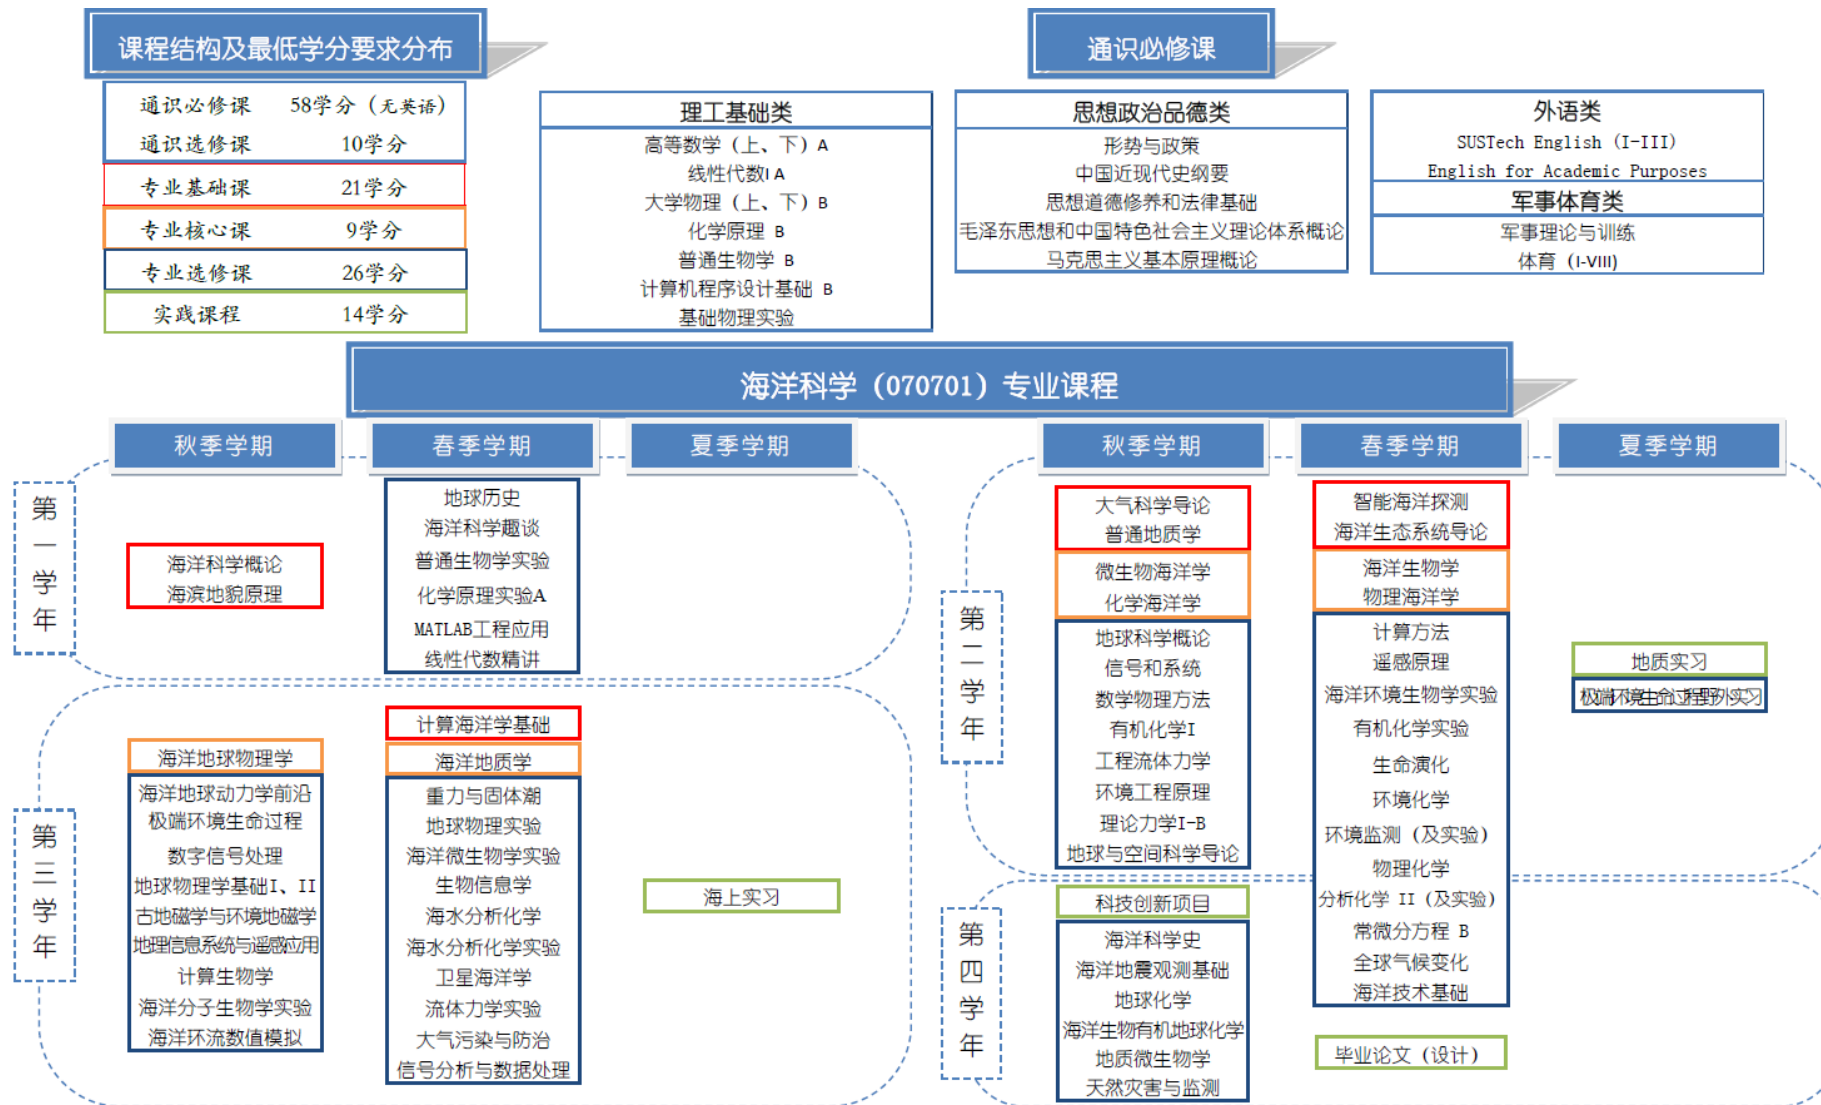 课程结构及最低学分要求分布
通识必修课 58学分（无英语）
通识选修课 10学分
专业基础课 21学分
专业核心课 9学分
专业选修课 26学分
实践课程 14学分
通识必修课
理工基础类
高等数学（上、下）A
线性代数I A
大学物理（上、下）B
化学原理 B
普通生物学 B
计算机程序设计基础 B
基础物理实验
思想政治品德类
形势与政策
中国近现代史纲要
思想道德修养和法律基础
毛泽东思想和中国特色社会主义理论体系概论
马克思主义基本原理概论
外语类
SUSTech English (I-III)
English for Academic Purposes
军事体育类
军事理论与训练
体育 (I-VIII)
海洋科学（070701）专业课程
秋季学期
春季学期
夏季学期
第一学年
海洋科学概论
海滨地貌原理
地球历史
海洋科学趣谈
普通生物学实验
化学原理实验A
MATLAB工程应用
线性代数精讲
第三学年
海洋地球物理学
海洋地球动力学前沿
极端环境生命过程
数字信号处理
地球物理学基础I、II
古地磁学与环境地磁学
地理信息系统与遥感应用
计算生物学
海洋分子生物学实验
海洋环流数值模拟
计算海洋学基础
海洋地质学
重力与固体潮
地球物理实验
海洋微生物学实验
生物信息学
海水分析化学
海水分析化学实验
卫星海洋学
流体力学实验
大气污染与防治
信号分析与数据处理
海上实习
秋季学期
春季学期
夏季学期
第二学年
大气科学导论
普通地质学
微生物海洋学
化学海洋学
地球科学概论
信号和系统
数学物理方法
有机化学I
工程流体力学
环境工程原理
理论力学I-B
地球与空间科学导论
智能海洋探测
海洋生态系统导论
海洋生物学
物理海洋学
计算方法
遥感原理
海洋环境生物学实验
有机化学实验
生命演化
环境化学
环境监测（及实验）
物理化学
分析化学 II（及实验）
常微分方程 B
全球气候变化
海洋技术基础
地质实习
极端环境生命过程野外实习
第四学年
科技创新项目
海洋科学史
海洋地震观测基础
地球化学
海洋生物有机地球化学
地质微生物学
天然灾害与监测
毕业论文（设计）